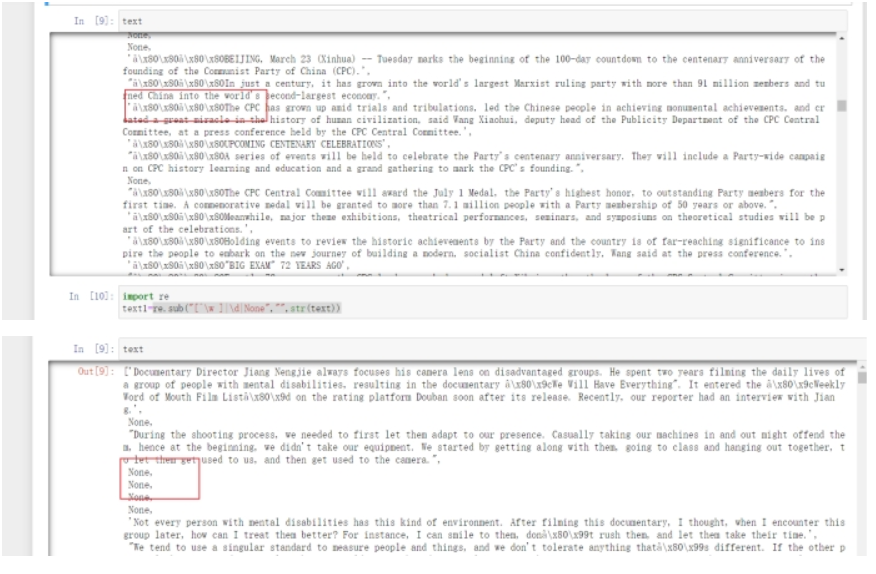 In [9]: text
None,
None,
'ã\x80\x80ã\x80\x80BEIJING, March 23 (Xinhua) -- Tuesday marks the beginning of the 100-day countdown to the centenary anniversary of the
founding of the Communist Party of China (CPC).',
"ã\x80\x80ã\x80\x80In just a century, it has grown into the world's largest Marxist ruling party with more than 91 million members and tu
rned China into the world's second-largest economy.",
'ã\x80\x80ã\x80\x80The CPC has grown up amid trials and tribulations, led the Chinese people in achieving monumental achievements, and cr
eated a great miracle in the history of human civilization, said Wang Xiaohui, deputy head of the Publicity Department of the CPC Central
Committee, at a press conference held by the CPC Central Committee.',
'ã\x80\x80ã\x80\x80UPCOMING CENTENARY CELEBRATIONS',
"ã\x80\x80ã\x80\x80A series of events will be held to celebrate the Party's centenary anniversary. They will include a Party-wide campaig
n on CPC history learning and education and a grand gathering to mark the CPC's founding.",
None,
"ã\x80\x80ã\x80\x80The CPC Central Committee will award the July 1 Medal, the Party's highest honor, to outstanding Party members for the
first time. A commemorative medal will be granted to more than 7.1 million people with a Party membership of 50 years or above.",
'ã\x80\x80ã\x80\x80Meanwhile, major theme exhibitions, theatrical performances, seminars, and symposiums on theoretical studies will be p
art of the celebrations.',
'ã\x80\x80ã\x80\x80Holding events to review the historic achievements by the Party and the country is of far-reaching significance to ins
pire the people to embark on the new journey of building a modern, socialist China confidently, Wang said at the press conference.',
'ã\x80\x80ã\x80\x80"BIG EXAM" 72 YEARS AGO',
In [10]: import re
text1=re.sub("[^\w ]|\d|None","",str(text))
In [9]: text
Out[9]: ['Documentary Director Jiang Nengjie always focuses his camera lens on disadvantaged groups. He spent two years filming the daily lives of
a group of people with mental disabilities, resulting in the documentary â\x80\x9cWe Will Have Everything". It entered the â\x80\x9cWeekly
Word of Mouth Film Listâ\x80\x9d on the rating platform Douban soon after its release. Recently, our reporter had an interview with Jian
g.',
None,
"During the shooting process, we needed to first let them adapt to our presence. Casually taking our machines in and out might offend the
m, hence at the beginning, we didn't take our equipment. We started by getting along with them, going to class and hanging out together, t
o let them get used to us, and then get used to the camera.",
None,
None,
None,
None,
'Not every person with mental disabilities has this kind of environment. After filming this documentary, I thought, when I encounter this
group later, how can I treat them better? For instance, I can smile to them, donâ\x80\x99t rush them, and let them take their time.',
"We tend to use a singular standard to measure people and things, and we don't tolerate anything thatâ\x80\x99s different. If the other p